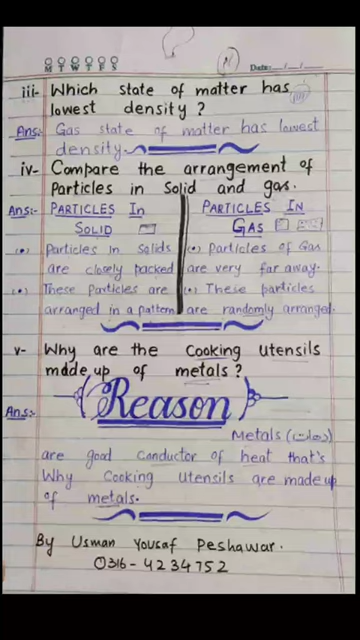 M T W T F S
Date:
iii- Which state of matter has
lowest density ?
Ans:- Gas state of matter has lowest
density.
iv- Compare the arrangement of
Particles in Solid and gas.
Ans:- PARTICLES In PARTICLES IN
SOLID GAS
(•) Particles in Solids (•) Particles of Gas
are closely packed are very far away.
(•) These particles are (•) These particles
arranged in a pattern are randomly arranged.
v- Why are the Cooking utensils
made up of metals ?
Reason
Ans:- Metals (دھات)
are good conductor of heat that's
Why Cooking Utensils are made up
of metals.
By Usman Yousaf Peshawar.
0316-4234752